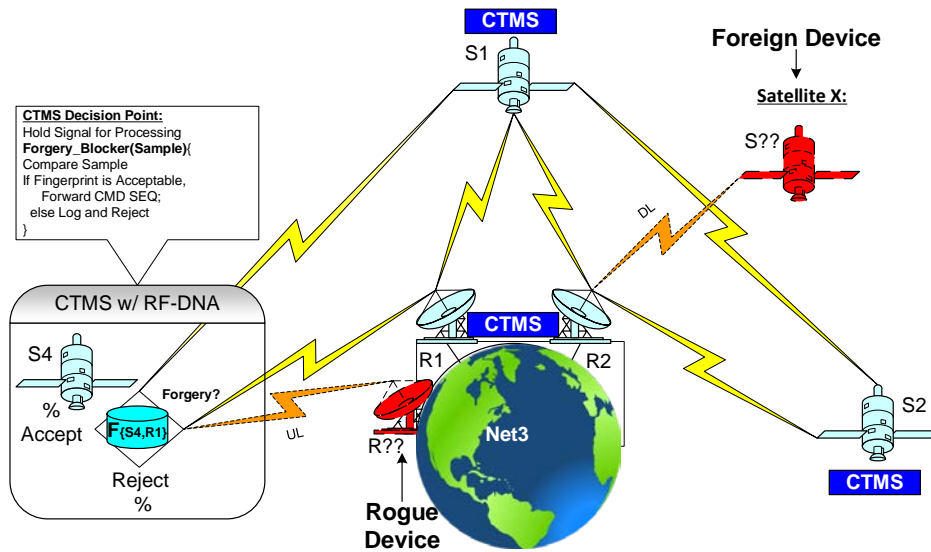 CTMS
S1
Foreign Device
Satellite X:
S??
CTMS Decision Point:
Hold Signal for Processing
Forgery_Blocker(Sample){
Compare Sample
If Fingerprint is Acceptable,
Forward CMD SEQ;
else Log and Reject
}
DL
CTMS w/ RF-DNA
S4
%
Accept
Forgery?
F{S4,R1}
Reject
%
UL
CTMS
R1
R2
R??
Net3
Rogue
Device
S2
CTMS